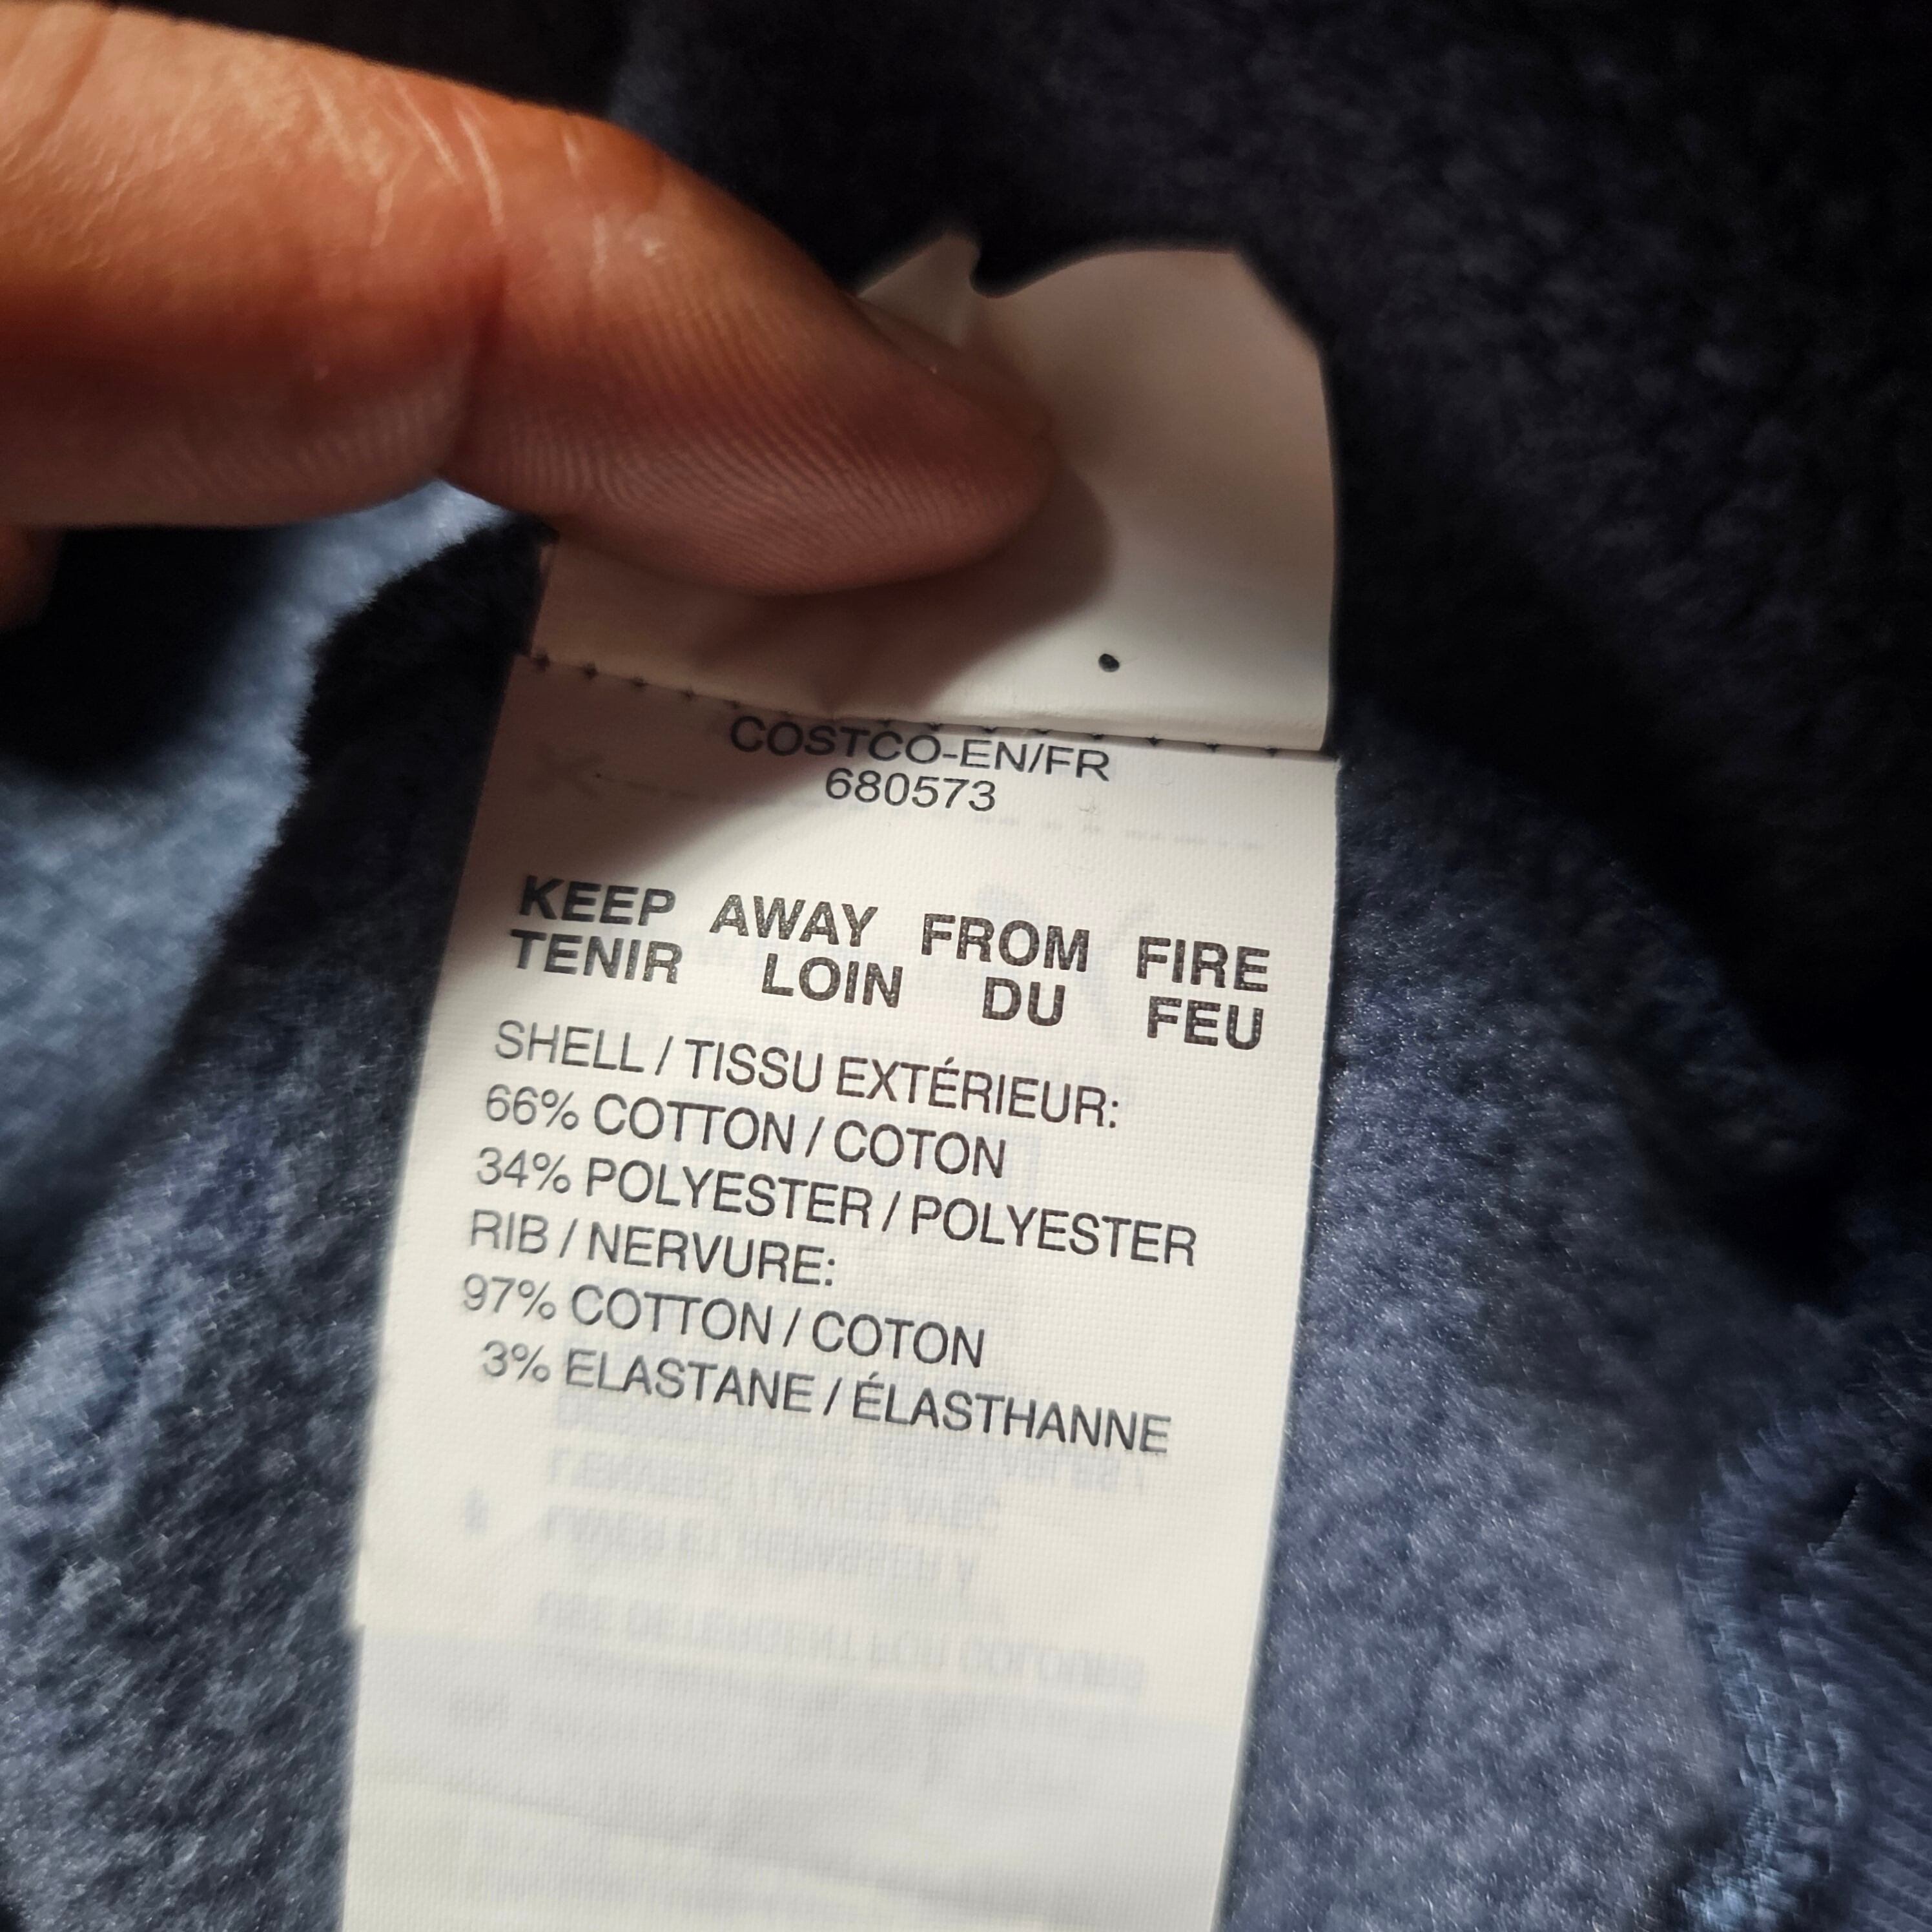 COSTCO-EN/FR
680573
KEEP AWAY FROM FIRE
TENIR LOIN DU FEU
SHELL / TISSU EXTÉRIEUR:
66% COTTON / COTON
34% POLYESTER / POLYESTER
RIB / NERVURE:
97% COTTON / COTON
3% ELASTANE / ÉLASTHANNE